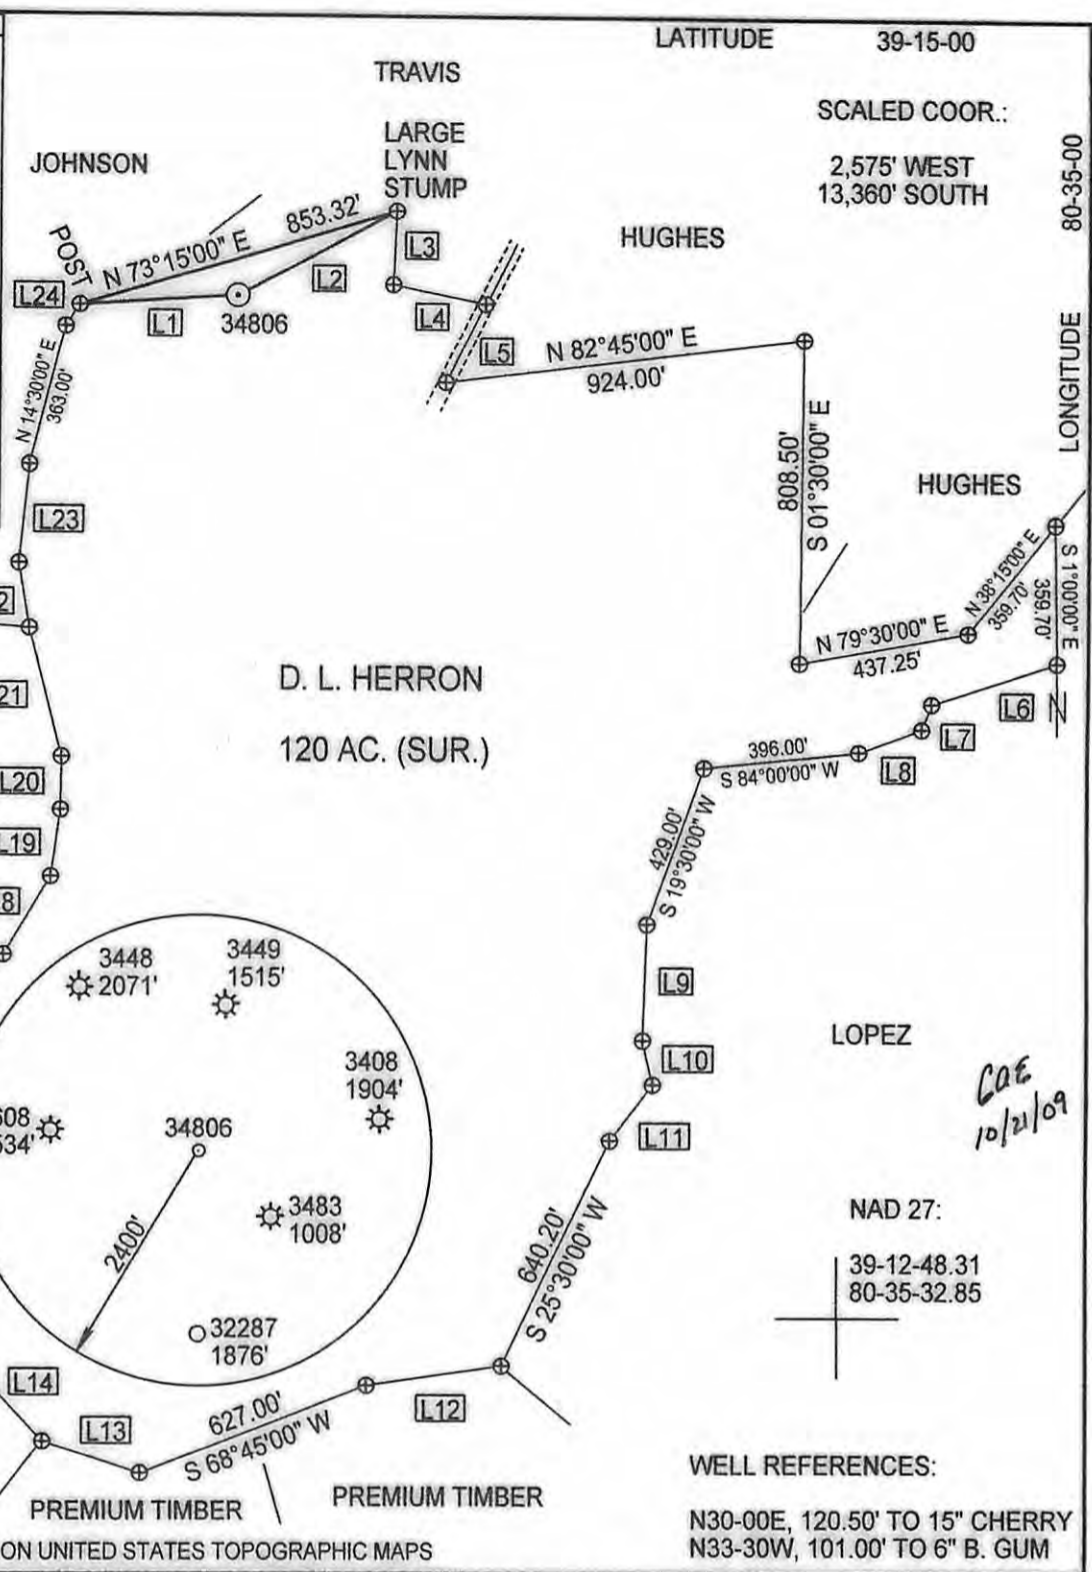 LATITUDE 39-15-00
TRAVIS
SCALED COOR.:
2,575' WEST
13,360' SOUTH
80-35-00
LONGITUDE
JOHNSON
LARGE
LYNN
STUMP
HUGHES
POST
N 73°15'00" E 853.32'
L24
L1
34806
L2
L3
L4
L5
N 82°45'00" E
924.00'
N 14°30'00" E
363.00'
L23
808.50'
S 01°30'00" E
HUGHES
N 38°15'00" E
359.70'
S 1°00'00" E
359.70'
N 79°30'00" E
437.25'
2
21
L20
L19
8
D. L. HERRON
120 AC. (SUR.)
L6
L7
L8
396.00'
S 84°00'00" W
429.00'
S 19°30'00" W
L9
L10
L11
LOPEZ
COE
10/21/09
3448
2071'
3449
1515'
3408
1904'
608
534'
34806
3483
1008'
2400'
32287
1876'
640.20'
S 25°30'00" W
NAD 27:
39-12-48.31
80-35-32.85
L14
L13
L12
627.00'
S 68°45'00" W
PREMIUM TIMBER
PREMIUM TIMBER
WELL REFERENCES:
N30-00E, 120.50' TO 15" CHERRY
N33-30W, 101.00' TO 6" B. GUM
ON UNITED STATES TOPOGRAPHIC MAPS